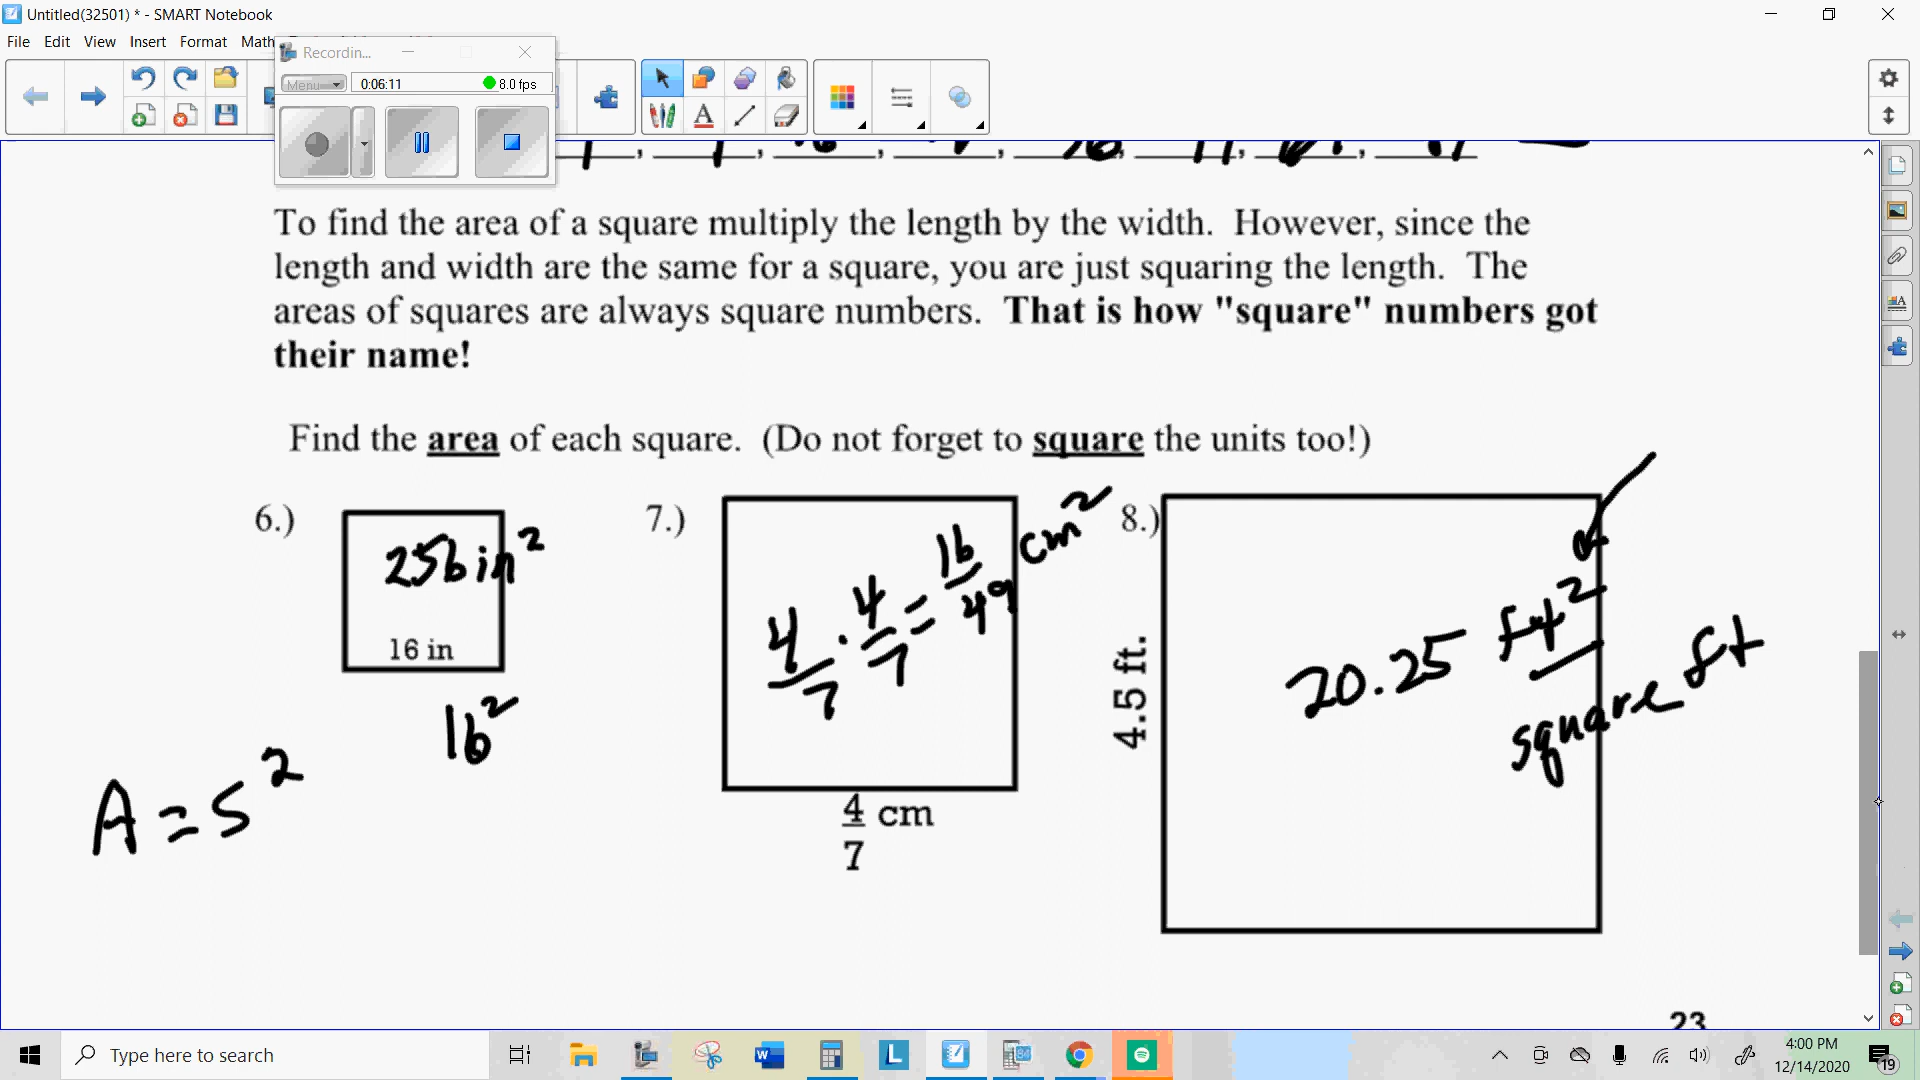 Untitled(32501) * - SMART Notebook
File Edit View Insert Format Math
Recordin...
Menu 0:06:11 8.0 fps
To find the area of a square multiply the length by the width. However, since the
length and width are the same for a square, you are just squaring the length. The
areas of squares are always square numbers. That is how "square" numbers got
their name!
Find the area of each square. (Do not forget to square the units too!)
6.)
256 in²
16 in
16²
A = s²
7.)
4/7 · 4/7 = 16/49 cm²
4/7 cm
8.)
4.5 ft.
20.25 ft²
square ft
23
Type here to search
4:00 PM
12/14/2020
19